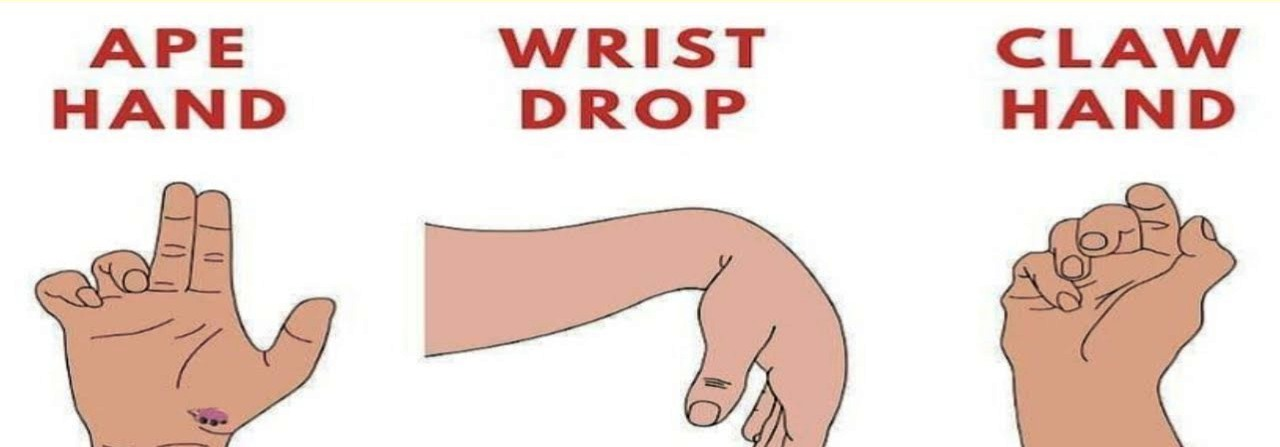 APE
HAND
WRIST
DROP
CLAW
HAND